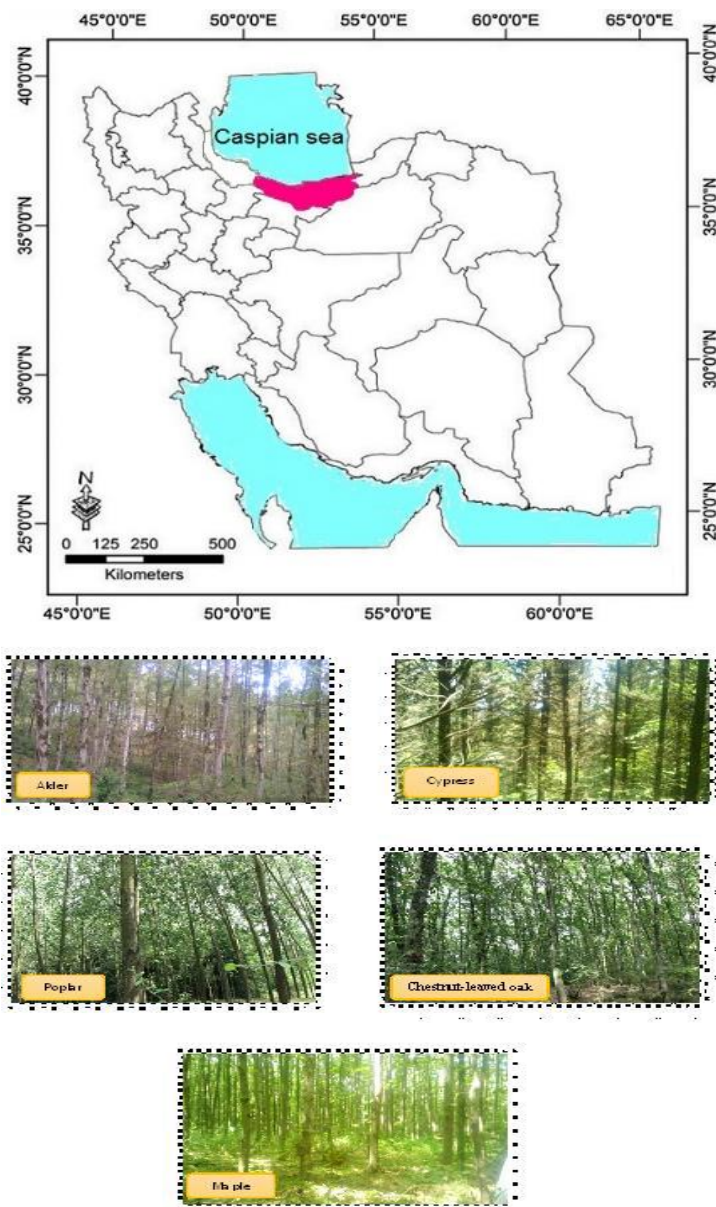 45°0'0"E 50°0'0"E 55°0'0"E 60°0'0"E 65°0'0"E
40°0'0"N 40°0'0"N
Caspian sea
35°0'0"N 35°0'0"N
30°0'0"N 30°0'0"N
N
25°0'0"N 25°0'0"N
0 125 250 500
Kilometers
45°0'0"E 50°0'0"E 55°0'0"E 60°0'0"E
Alder
Cypress
Poplar
Chestnut-leaved oak
Maple